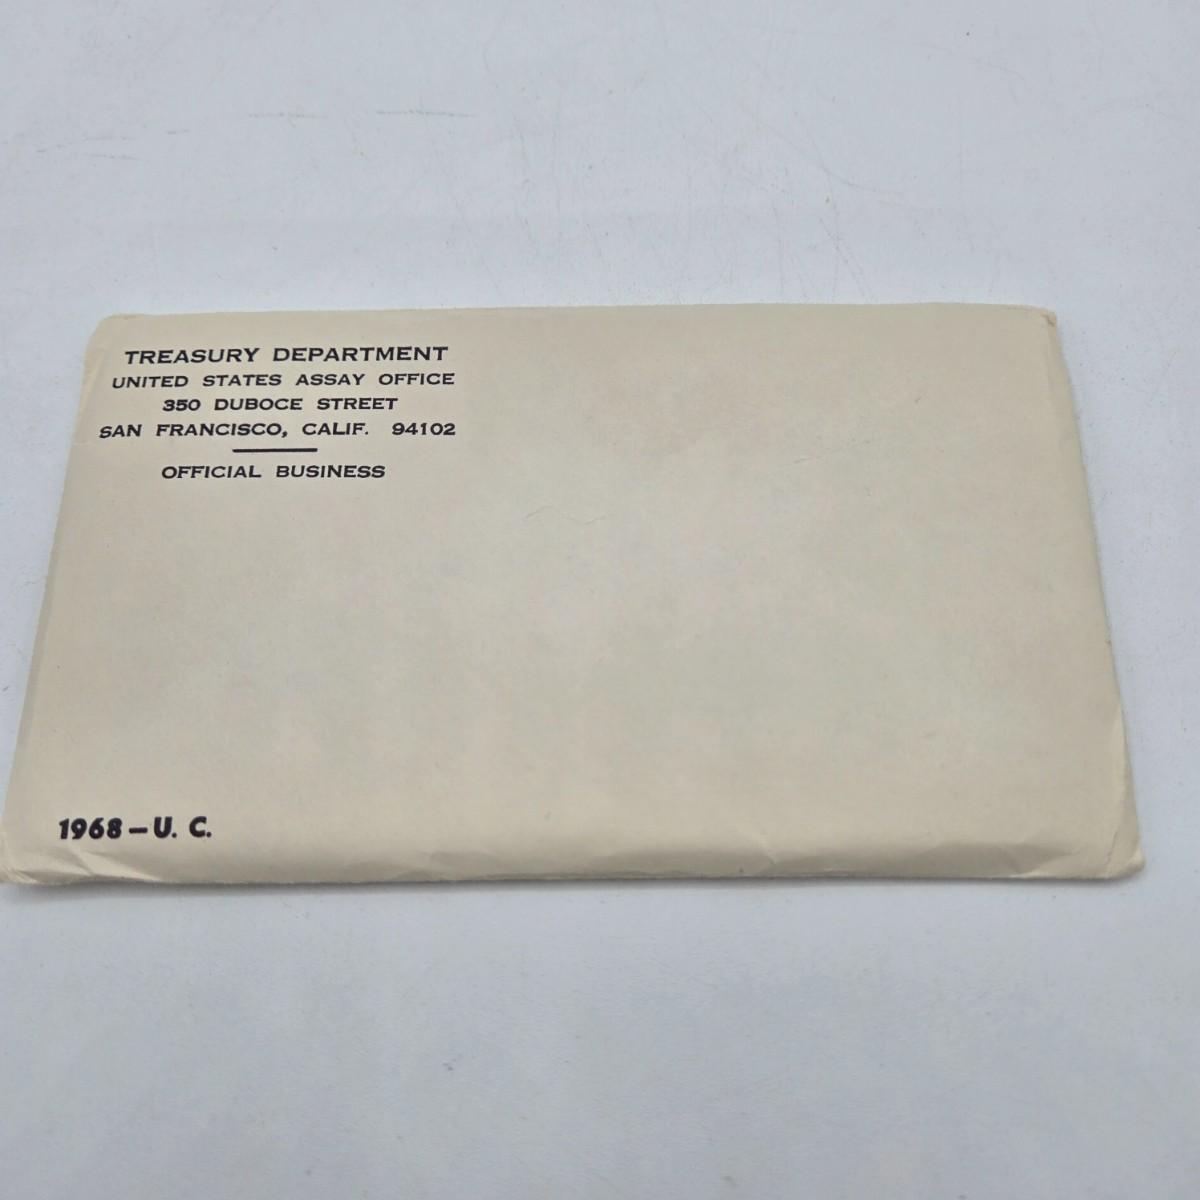 TREASURY DEPARTMENT
UNITED STATES ASSAY OFFICE
350 DUBOCE STREET
SAN FRANCISCO, CALIF. 94102
OFFICIAL BUSINESS
1968-U. C.